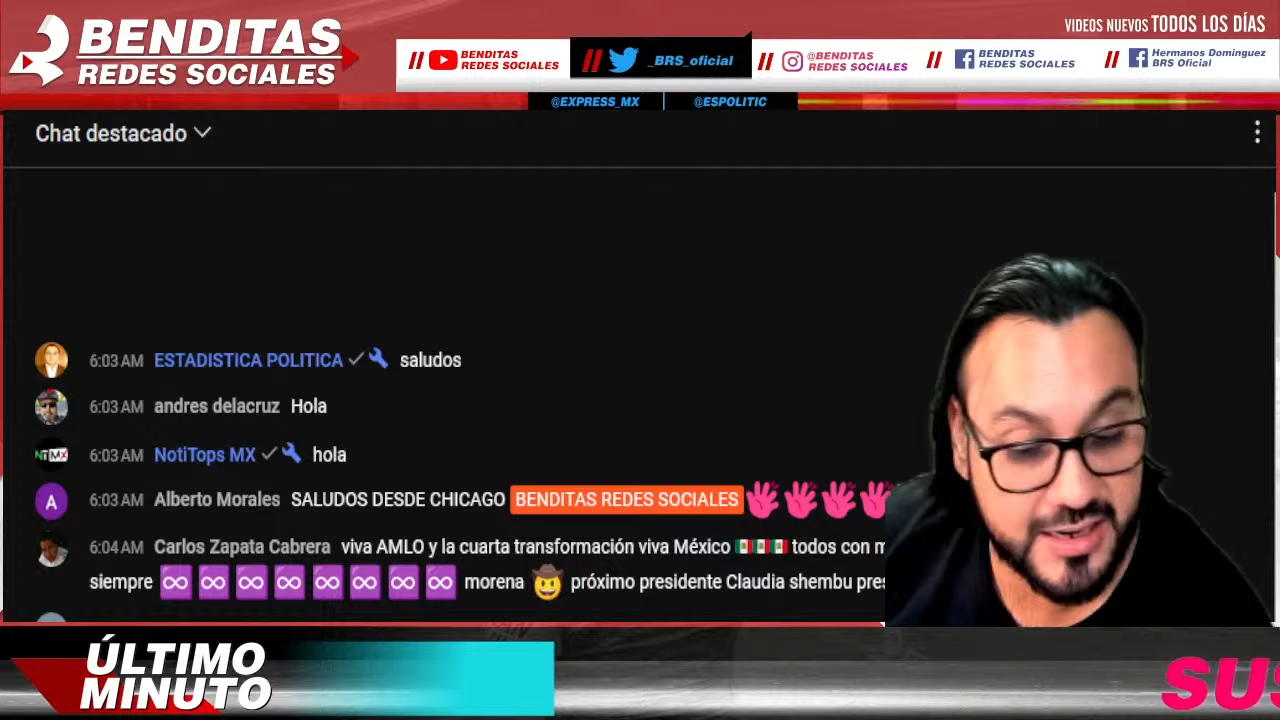 BENDITAS
REDES SOCIALES
VIDEOS NUEVOS TODOS LOS DÍAS
BENDITAS
REDES SOCIALES
_BRS_oficial
@BENDITAS
REDES SOCIALES
BENDITAS
REDES SOCIALES
Hermanos Dominguez
BRS Oficial
@EXPRESS_MX
@ESPOLITIC
Chat destacado
6:03 AM ESTADISTICA POLITICA saludos
6:03 AM andres delacruz Hola
6:03 AM NotiTops MX hola
6:03 AM Alberto Morales SALUDOS DESDE CHICAGO BENDITAS REDES SOCIALES
6:04 AM Carlos Zapata Cabrera viva AMLO y la cuarta transformación viva México todos con
siempre morena próximo presidente Claudia shembu
ÚLTIMO
MINUTO